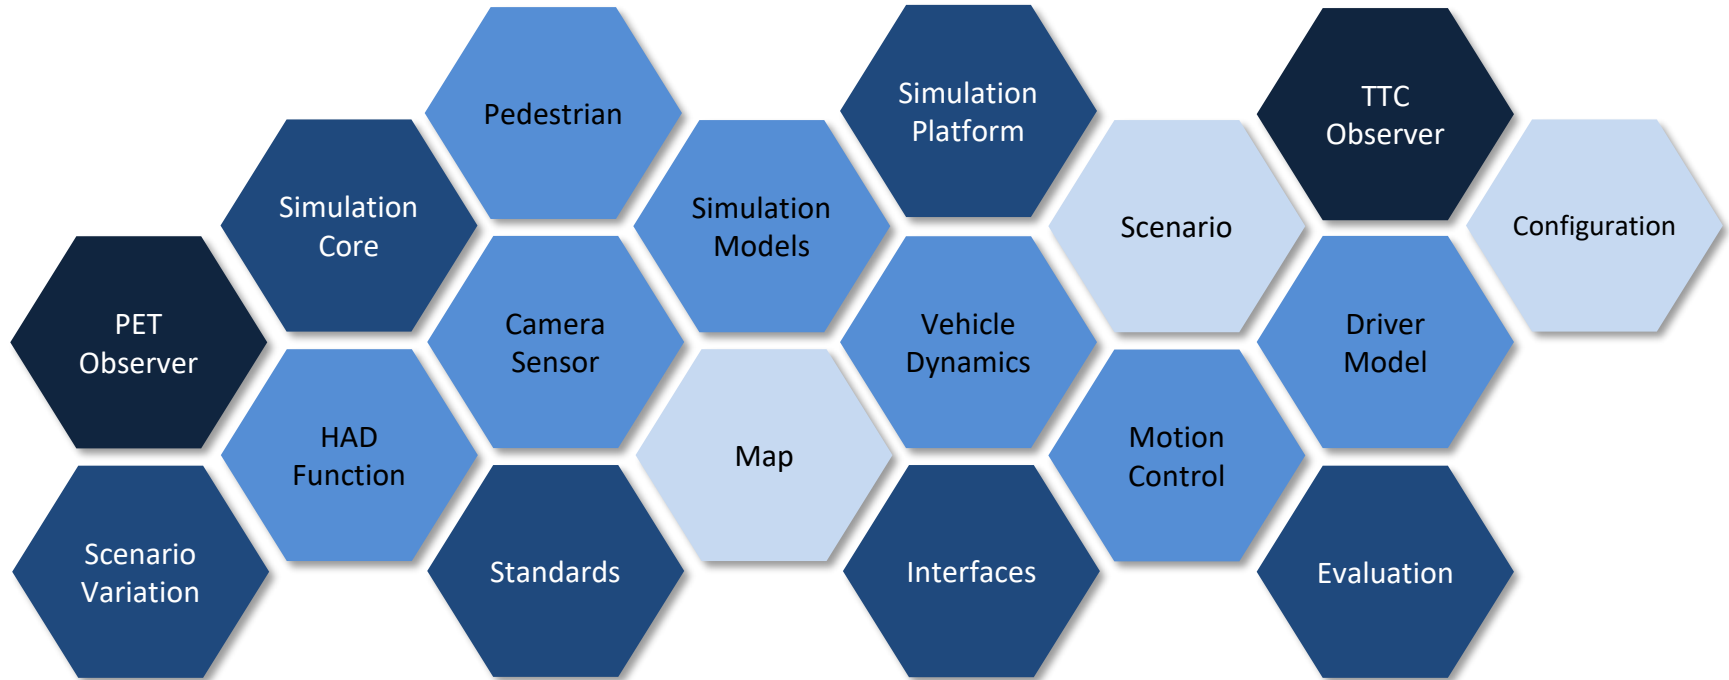 Pedestrian
Simulation
Platform
TTC
Observer
Simulation
Core
Simulation
Models
Scenario
Configuration
PET
Observer
Camera
Sensor
Vehicle
Dynamics
Driver
Model
HAD
Function
Map
Motion
Control
Scenario
Variation
Standards
Interfaces
Evaluation